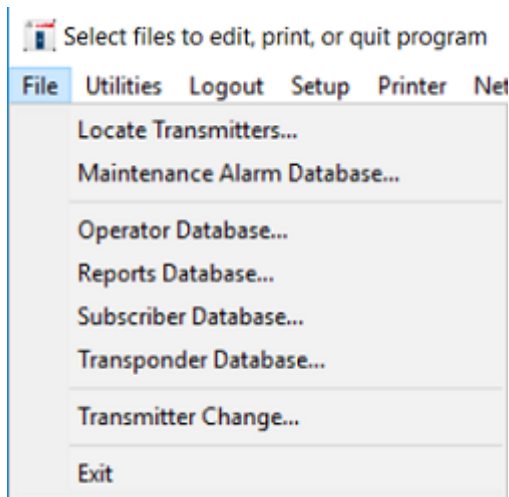 Select files to edit, print, or quit program
File Utilities Logout Setup Printer Net
Locate Transmitters...
Maintenance Alarm Database...
Operator Database...
Reports Database...
Subscriber Database...
Transponder Database...
Transmitter Change...
Exit